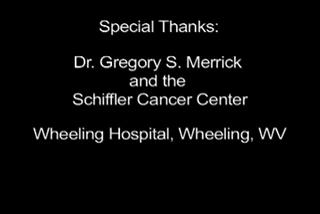 Special Thanks:
Dr. Gregory S. Merrick
and the
Schiffler Cancer Center
Wheeling Hospital, Wheeling, WV